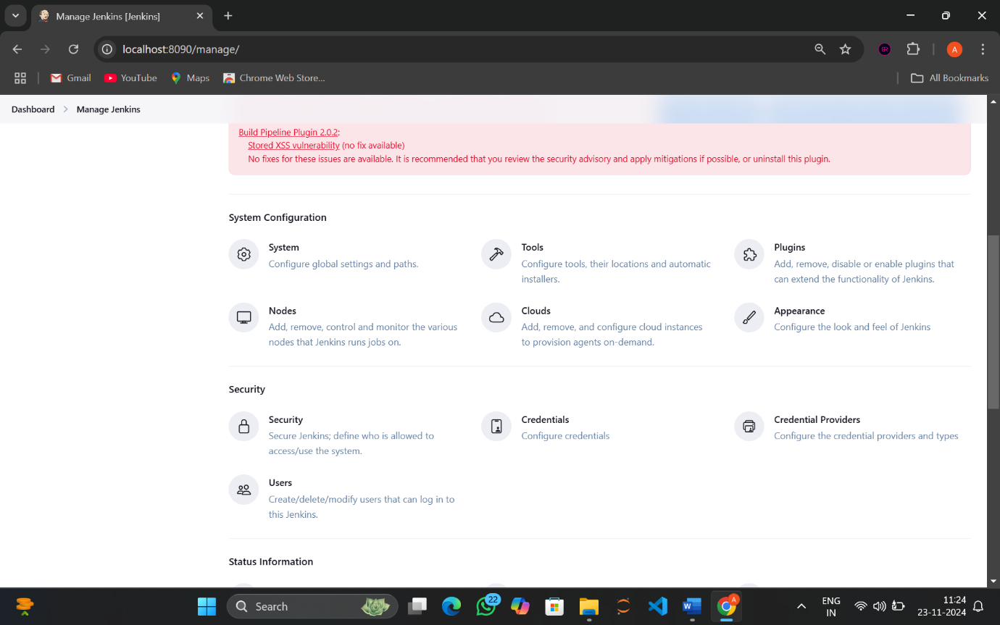 Manage Jenkins [Jenkins]
localhost:8090/manage/
A
Gmail
YouTube
Maps
Chrome Web Store...
All Bookmarks
Dashboard > Manage Jenkins
Build Pipeline Plugin 2.0.2:
Stored XSS vulnerability (no fix available)
No fixes for these issues are available. It is recommended that you review the security advisory and apply mitigations if possible, or uninstall this plugin.
System Configuration
System
Configure global settings and paths.
Tools
Configure tools, their locations and automatic
installers.
Plugins
Add, remove, disable or enable plugins that
can extend the functionality of Jenkins.
Nodes
Add, remove, control and monitor the various
nodes that Jenkins runs jobs on.
Clouds
Add, remove, and configure cloud instances
to provision agents on-demand.
Appearance
Configure the look and feel of Jenkins
Security
Security
Secure Jenkins; define who is allowed to
access/use the system.
Credentials
Configure credentials
Credential Providers
Configure the credential providers and types
Users
Create/delete/modify users that can log in to
this Jenkins.
Status Information
Search
22
W
A
ENG
IN
11:24
23-11-2024